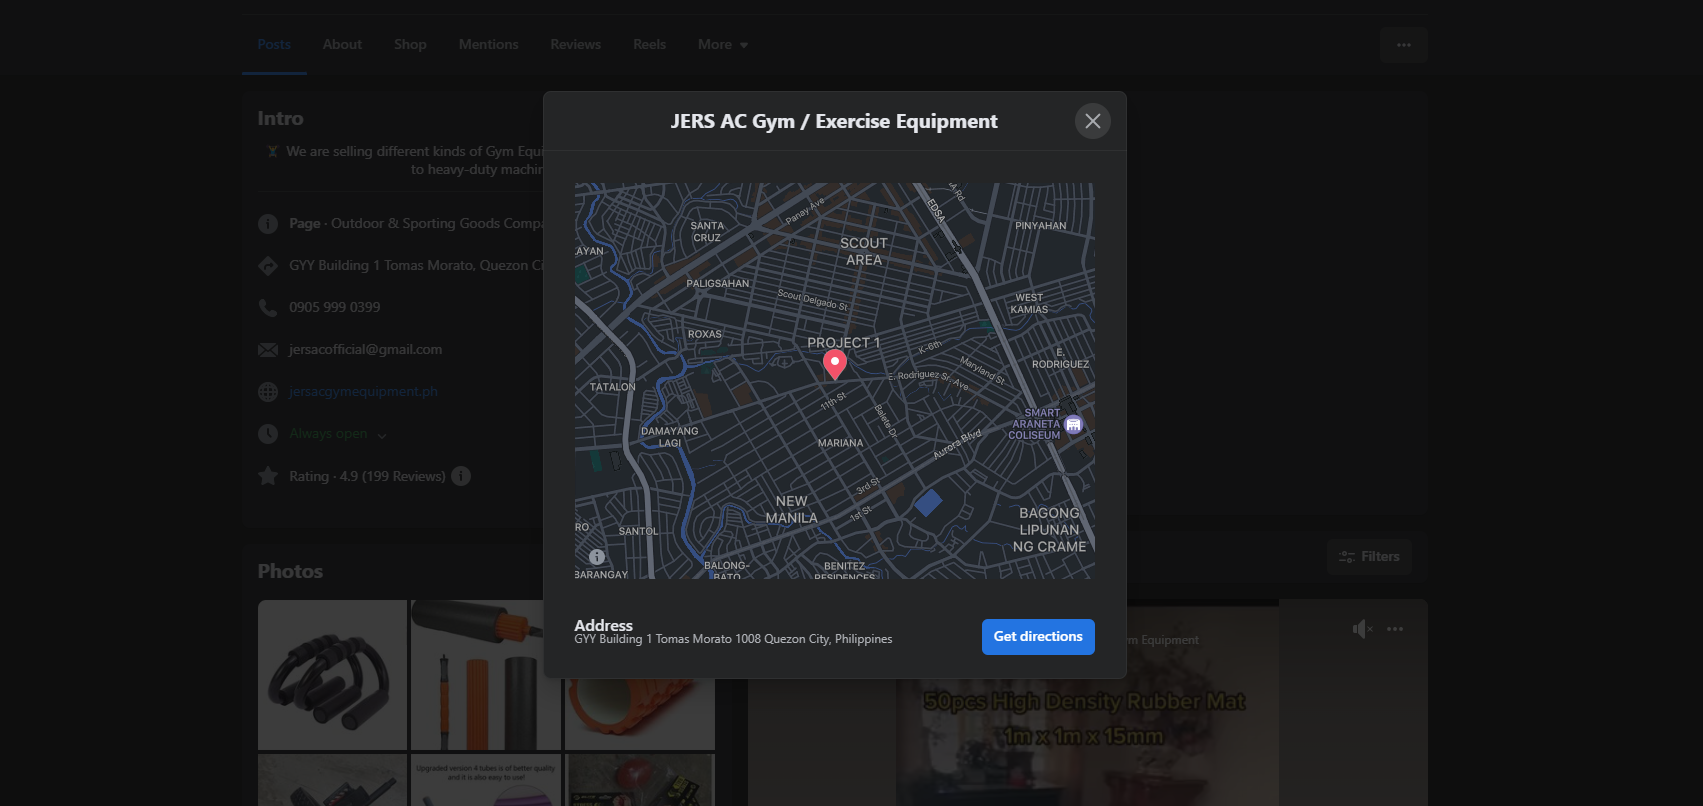 Posts
About
Shop
Mentions
Reviews
Reels
More
Intro
We are selling different kinds of Gym Equi
to heavy-duty machin
Page · Outdoor & Sporting Goods Compa
GYY Building 1 Tomas Morato, Quezon Ci
0905 999 0399
jersacofficial@gmail.com
jersacgymequipment.ph
Always open
Rating · 4.9 (199 Reviews)
Photos
Upgraded version 4 tubes is of better quality
and it is also easy to use!
JERS AC Gym / Exercise Equipment
Panay Ave
EDSA
A Rd
SANTA
CRUZ
PINYAHAN
SCOUT
AREA
LAYAN
PALIGSAHAN
Scout Delgado St
WEST
KAMIAS
ROXAS
PROJECT 1
K-6th
E.
RODRIGUEZ
Maryland St
E. Rodriguez Sr. Ave
TATALON
11th St
Balete Dr
SMART
ARANETA
COLISEUM
DAMAYANG
LAGI
MARIANA
Aurora Blvd
3rd St
NEW
MANILA
1st St
BAGONG
LIPUNAN
NG CRAME
RO
SANTOL
BARANGAY
BALONG-
BATO
BENITEZ
RESIDENCES
Address
GYY Building 1 Tomas Morato 1008 Quezon City, Philippines
Get directions
Filters
m Equipment
50pcs High Density Rubber Mat
1m x 1m x 15mm